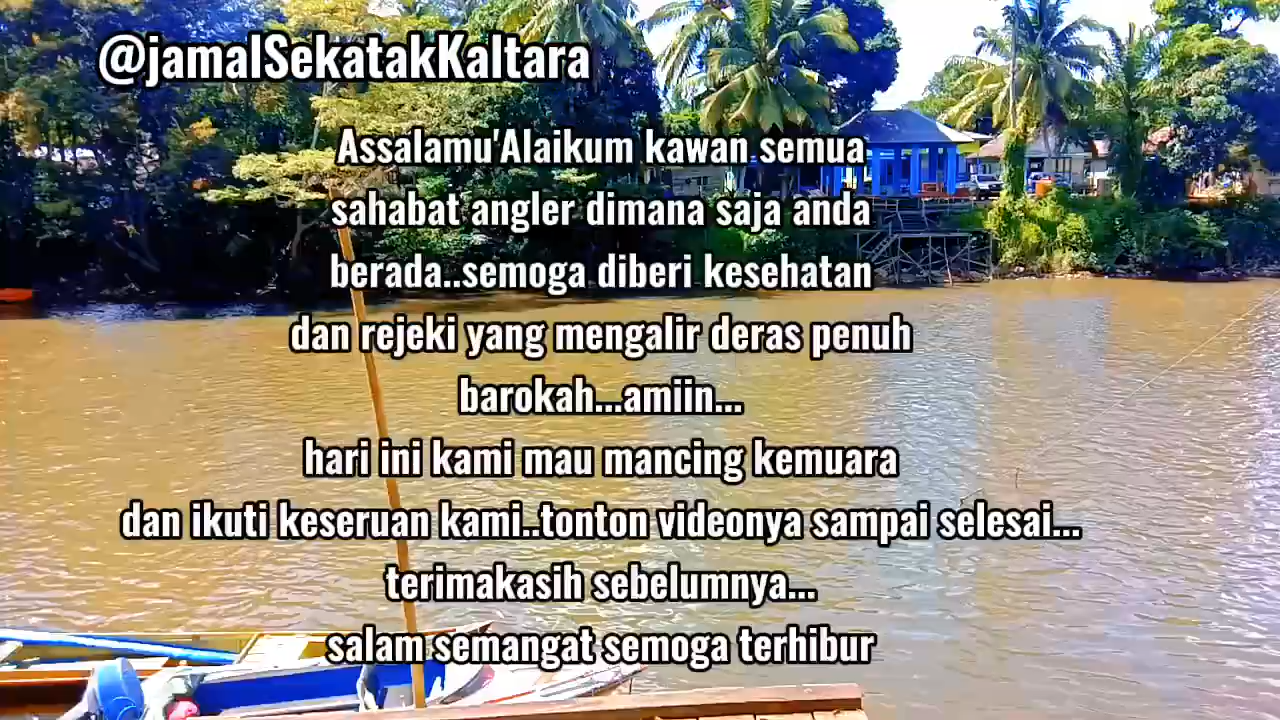 @jamalSekatakKaltara
Assalamu'Alaikum kawan semua
sahabat angler dimana saja anda
berada..semoga diberi kesehatan
dan rejeki yang mengalir deras penuh
barokah...amiin...
hari ini kami mau mancing kemuara
dan ikuti keseruan kami..tonton videonya sampai selesai...
terimakasih sebelumnya...
salam semangat semoga terhibur